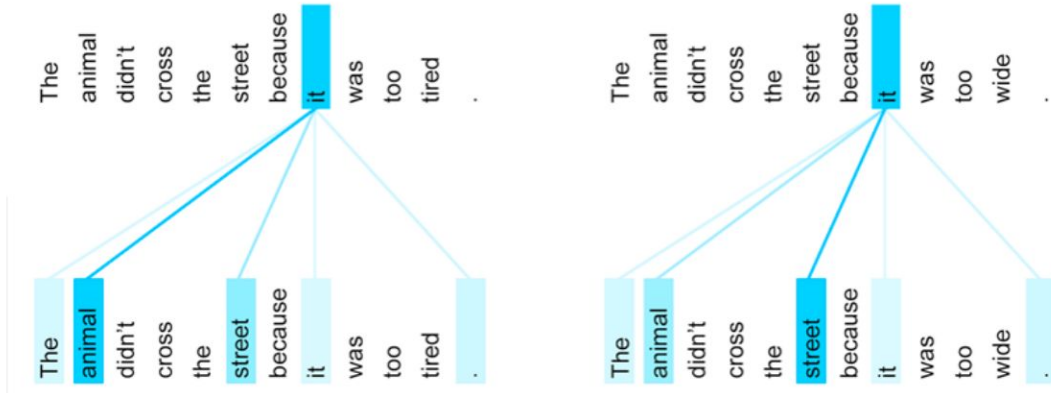 The animal didn't cross the street because it was too tired .
The animal didn't cross the street because it was too wide .
The animal didn't cross the street because it was too tired .
The animal didn't cross the street because it was too wide .